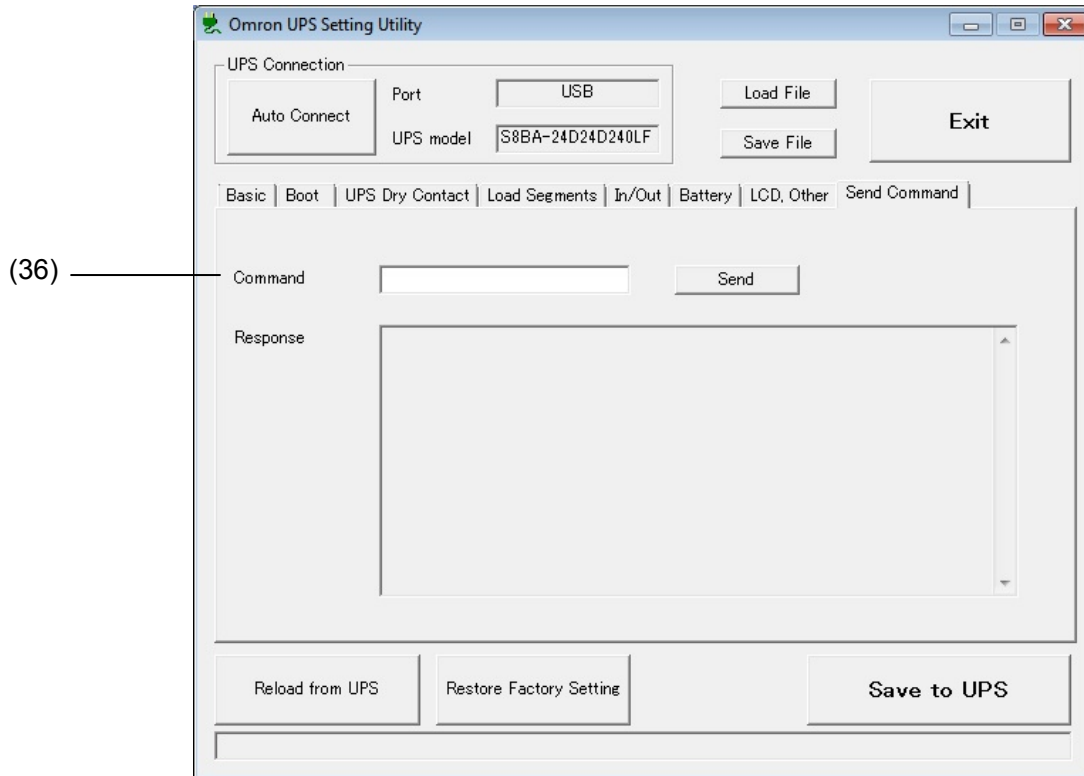 Omron UPS Setting Utility
UPS Connection
Auto Connect
Port
USB
UPS model
S8BA-24D24D240LF
Load File
Save File
Exit
Basic
Boot
UPS Dry Contact
Load Segments
In/Out
Battery
LCD, Other
Send Command
(36)
Command
Send
Response
Reload from UPS
Restore Factory Setting
Save to UPS